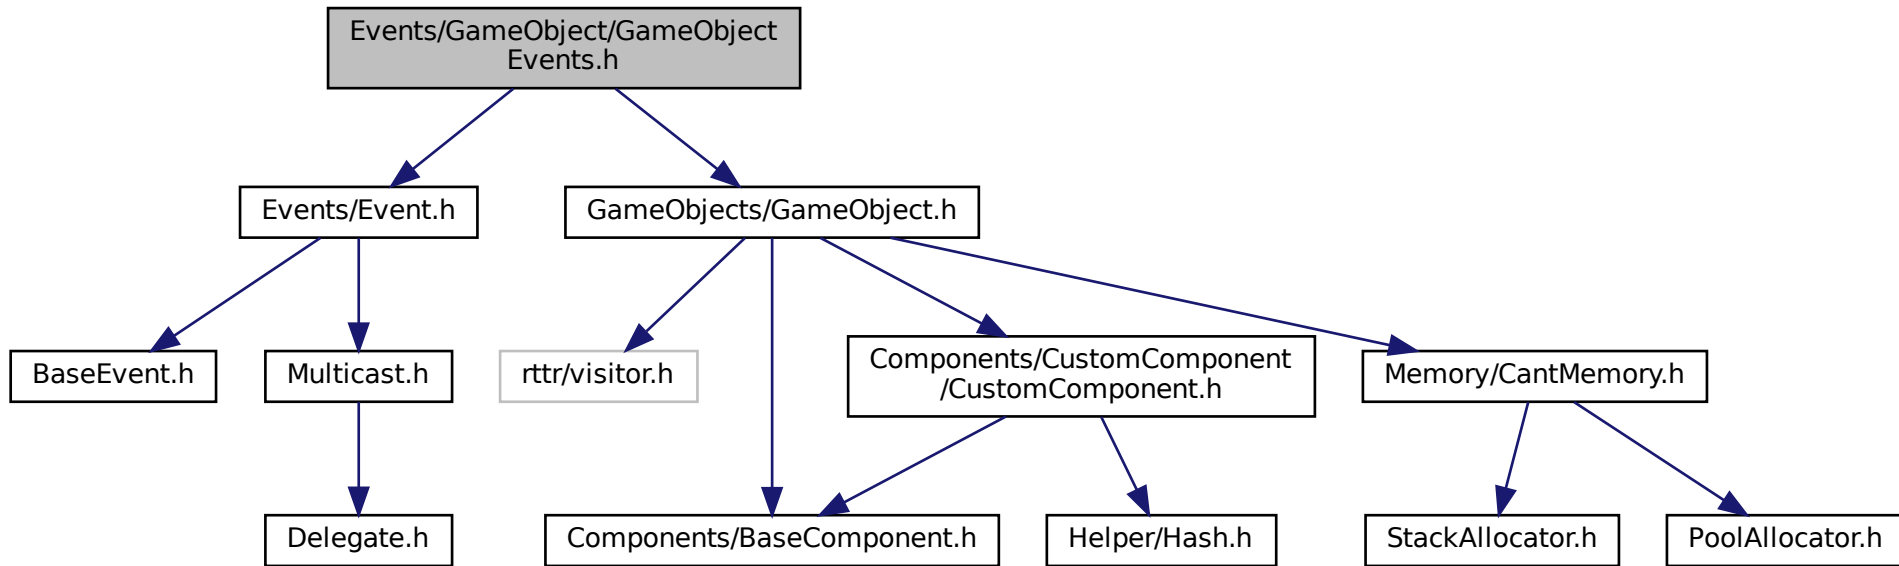 Events/GameObject/GameObject
Events.h
Events/Event.h
GameObjects/GameObject.h
BaseEvent.h
Multicast.h
rttr/visitor.h
Components/CustomComponent
/CustomComponent.h
Memory/CantMemory.h
Delegate.h
Components/BaseComponent.h
Helper/Hash.h
StackAllocator.h
PoolAllocator.h